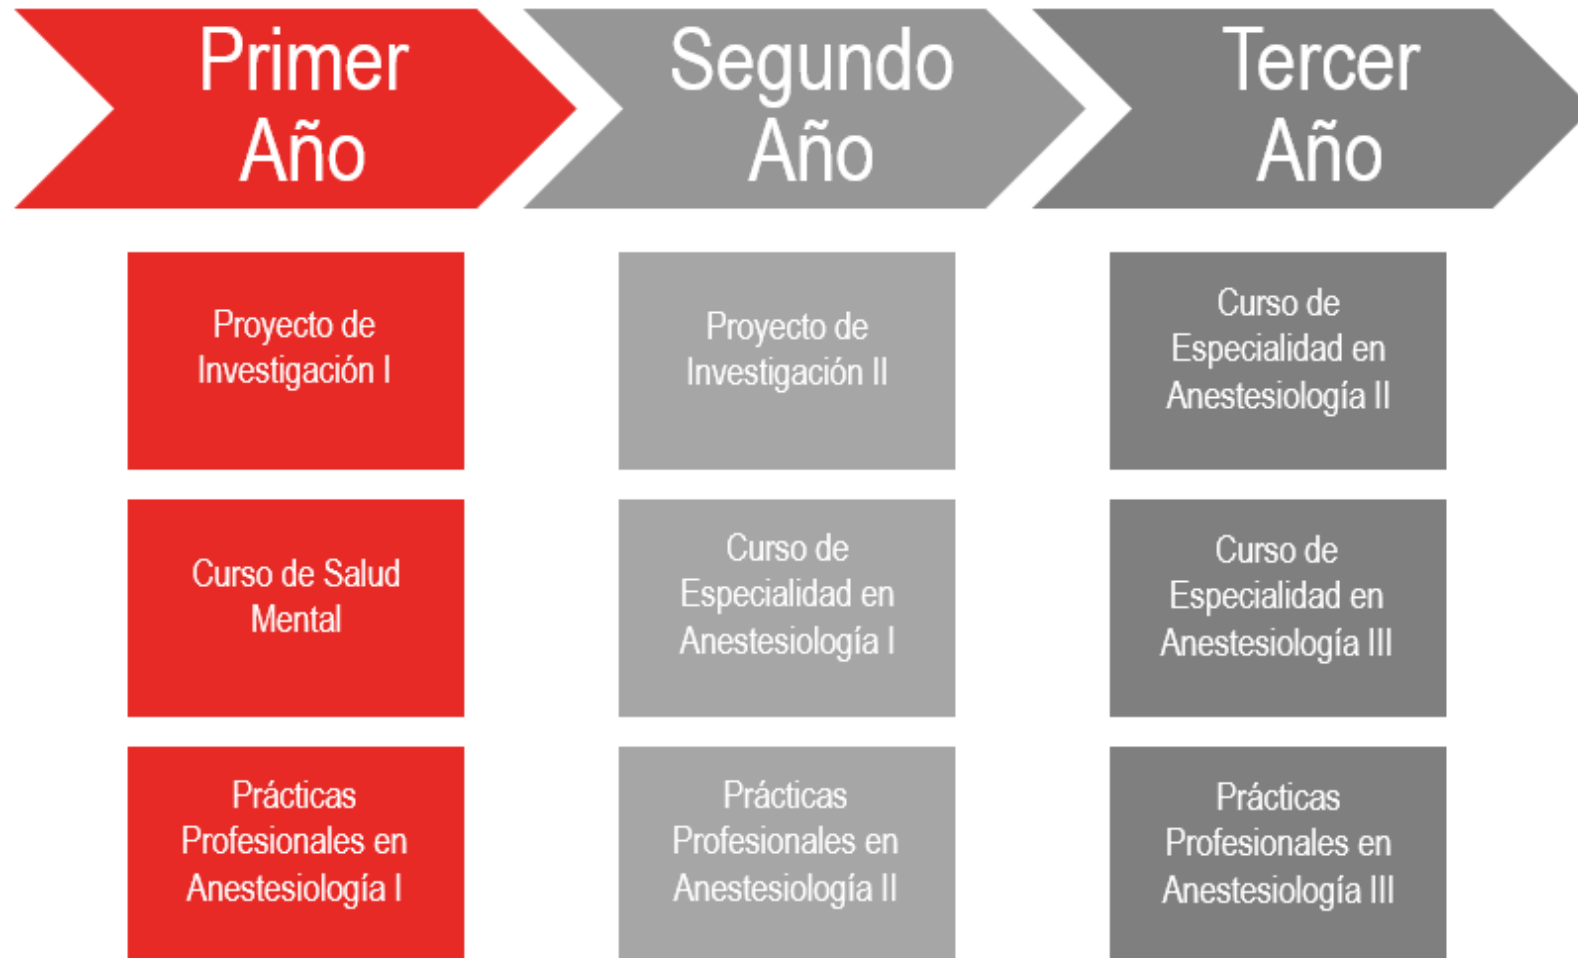 Primer
Año
Segundo
Año
Tercer
Año
Proyecto de
Investigación I
Proyecto de
Investigación II
Curso de
Especialidad en
Anestesiología II
Curso de Salud
Mental
Curso de
Especialidad en
Anestesiología I
Curso de
Especialidad en
Anestesiología III
Prácticas
Profesionales en
Anestesiología I
Prácticas
Profesionales en
Anestesiología II
Prácticas
Profesionales en
Anestesiología III